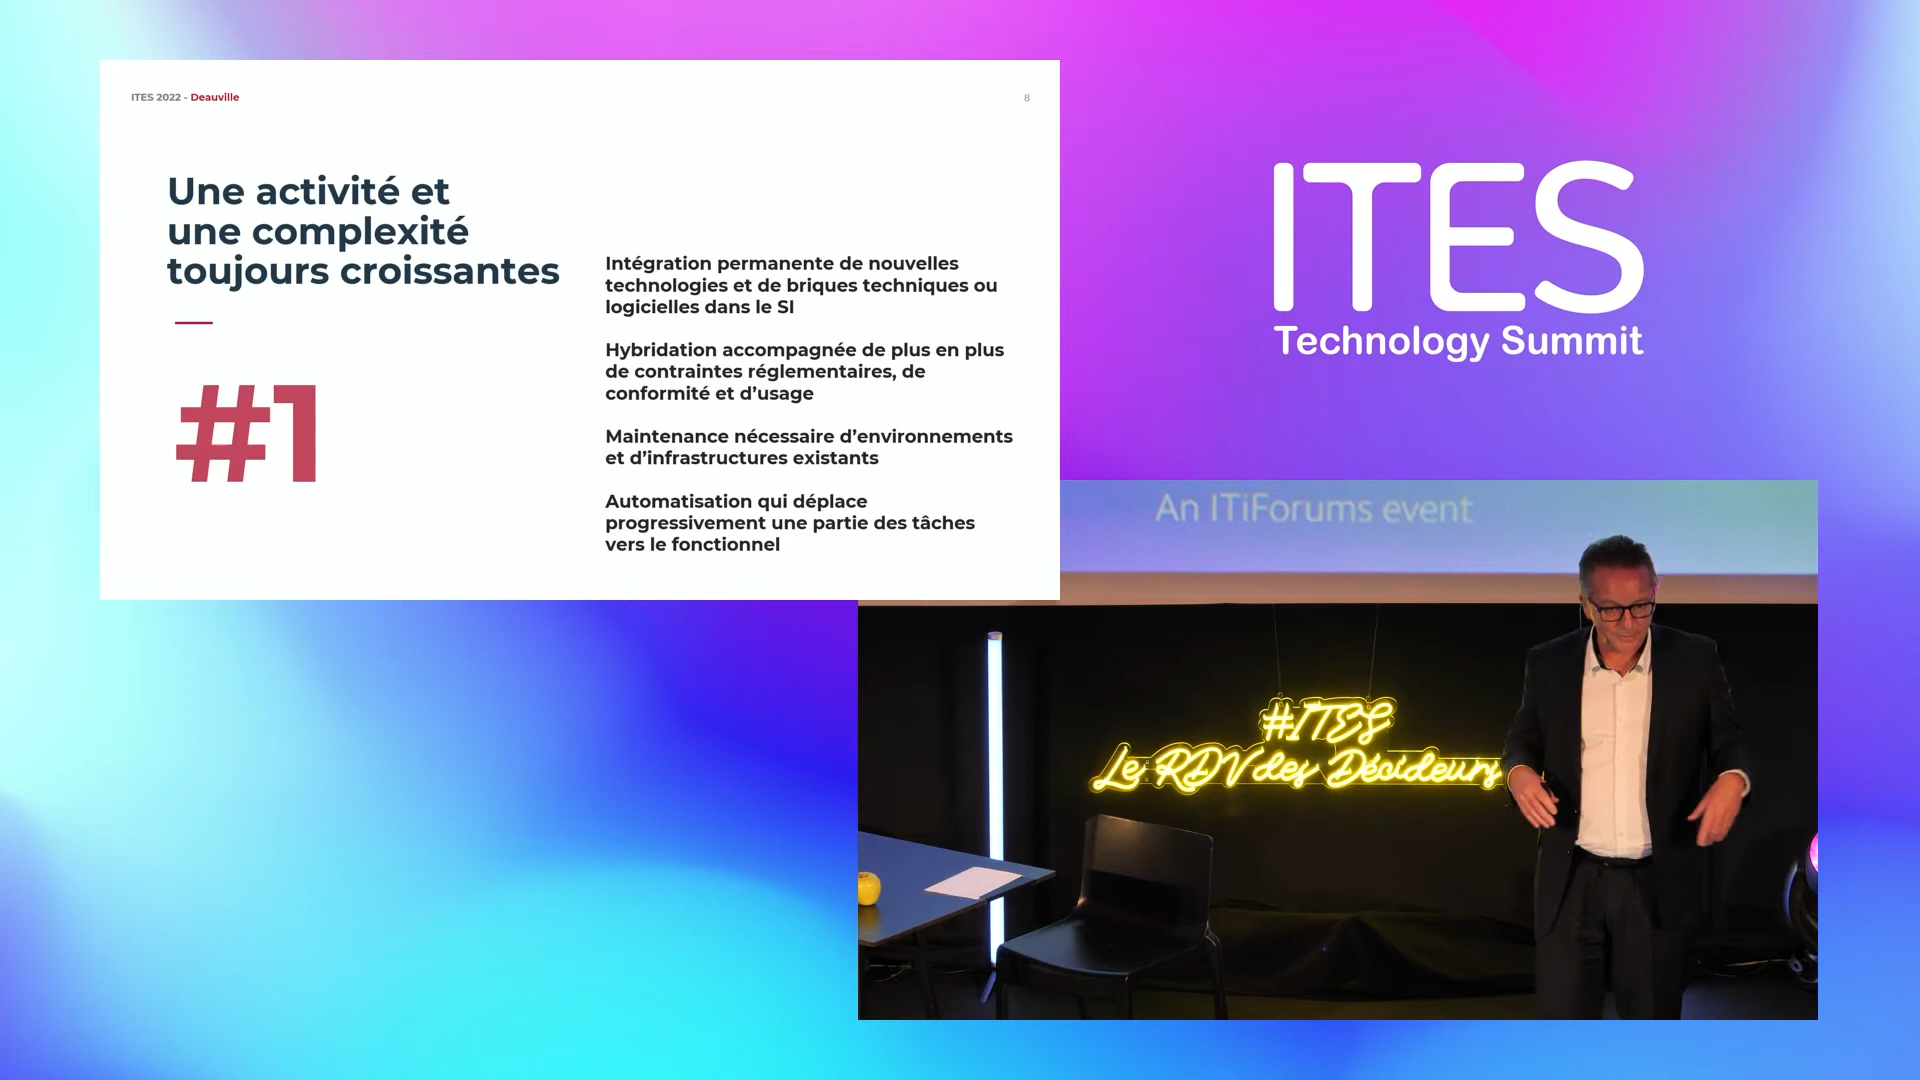 ITES 2022 - Deauville
8
Une activité et
une complexité
toujours croissantes
#1
Intégration permanente de nouvelles
technologies et de briques techniques ou
logicielles dans le SI
Hybridation accompagnée de plus en plus
de contraintes réglementaires, de
conformité et d’usage
Maintenance nécessaire d’environnements
et d’infrastructures existants
Automatisation qui déplace
progressivement une partie des tâches
vers le fonctionnel
ITES
Technology Summit
An ITiForums event
#ITES
Le RDV des Décideurs